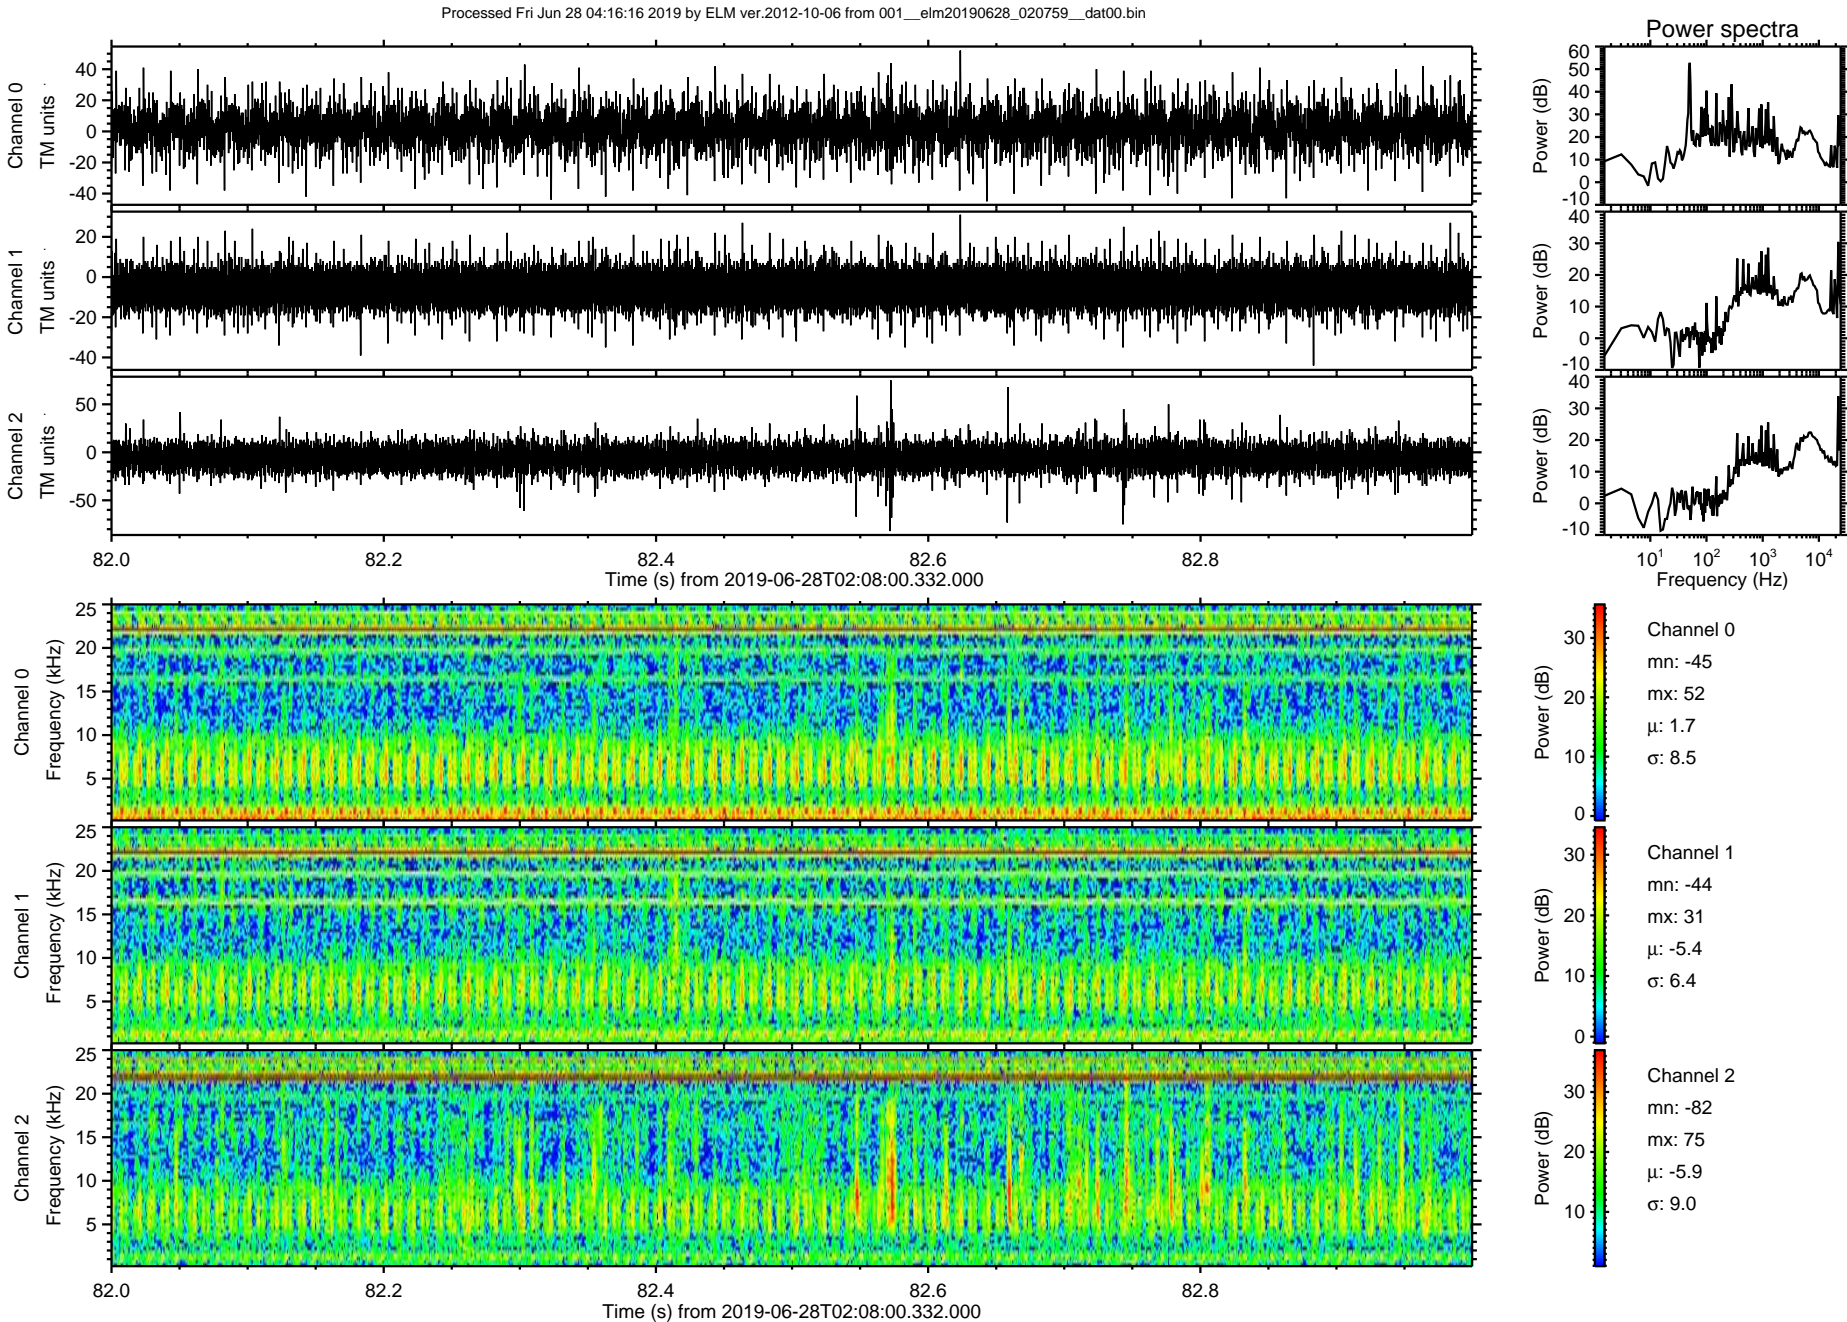 Processed Fri Jun 28 04:16:16 2019 by ELM ver.2012-10-06 from 001__elm20190628_020759__dat00.bin
Power spectra
Channel 0
TM units
40
20
0
-20
-40
Power (dB)
60
50
40
30
20
10
0
-10
Channel 1
TM units
20
0
-20
-40
Power (dB)
40
30
20
10
0
-10
Channel 2
TM units
50
0
-50
Power (dB)
40
30
20
10
0
-10
82.0 82.2 82.4 82.6 82.8
Time (s) from 2019-06-28T02:08:00.332.000
10^1 10^2 10^3 10^4
Frequency (Hz)
Channel 0
Frequency (kHz)
25
20
15
10
5
Power (dB)
30
20
10
0
Channel 0
mn: -45
mx: 52
μ: 1.7
σ: 8.5
Channel 1
Frequency (kHz)
25
20
15
10
5
Power (dB)
30
20
10
0
Channel 1
mn: -44
mx: 31
μ: -5.4
σ: 6.4
Channel 2
Frequency (kHz)
25
20
15
10
5
Power (dB)
30
20
10
Channel 2
mn: -82
mx: 75
μ: -5.9
σ: 9.0
82.0 82.2 82.4 82.6 82.8
Time (s) from 2019-06-28T02:08:00.332.000